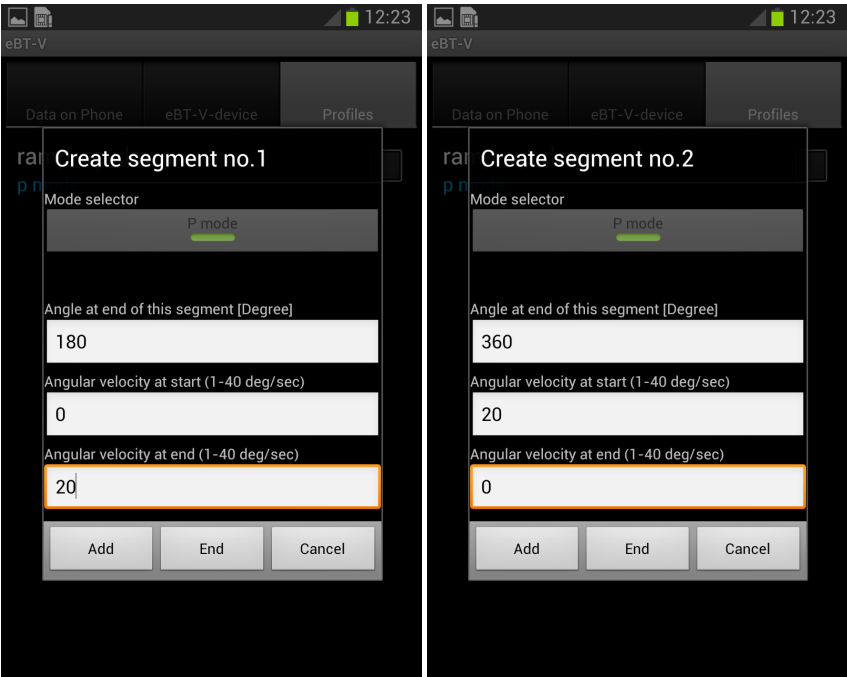 12:23
eBT-V
Data on Phone eBT-V-device Profiles
Create segment no.1
Mode selector
P mode
Angle at end of this segment [Degree]
180
Angular velocity at start (1-40 deg/sec)
0
Angular velocity at end (1-40 deg/sec)
20
Add End Cancel
12:23
eBT-V
Data on Phone eBT-V-device Profiles
Create segment no.2
Mode selector
P mode
Angle at end of this segment [Degree]
360
Angular velocity at start (1-40 deg/sec)
20
Angular velocity at end (1-40 deg/sec)
0
Add End Cancel